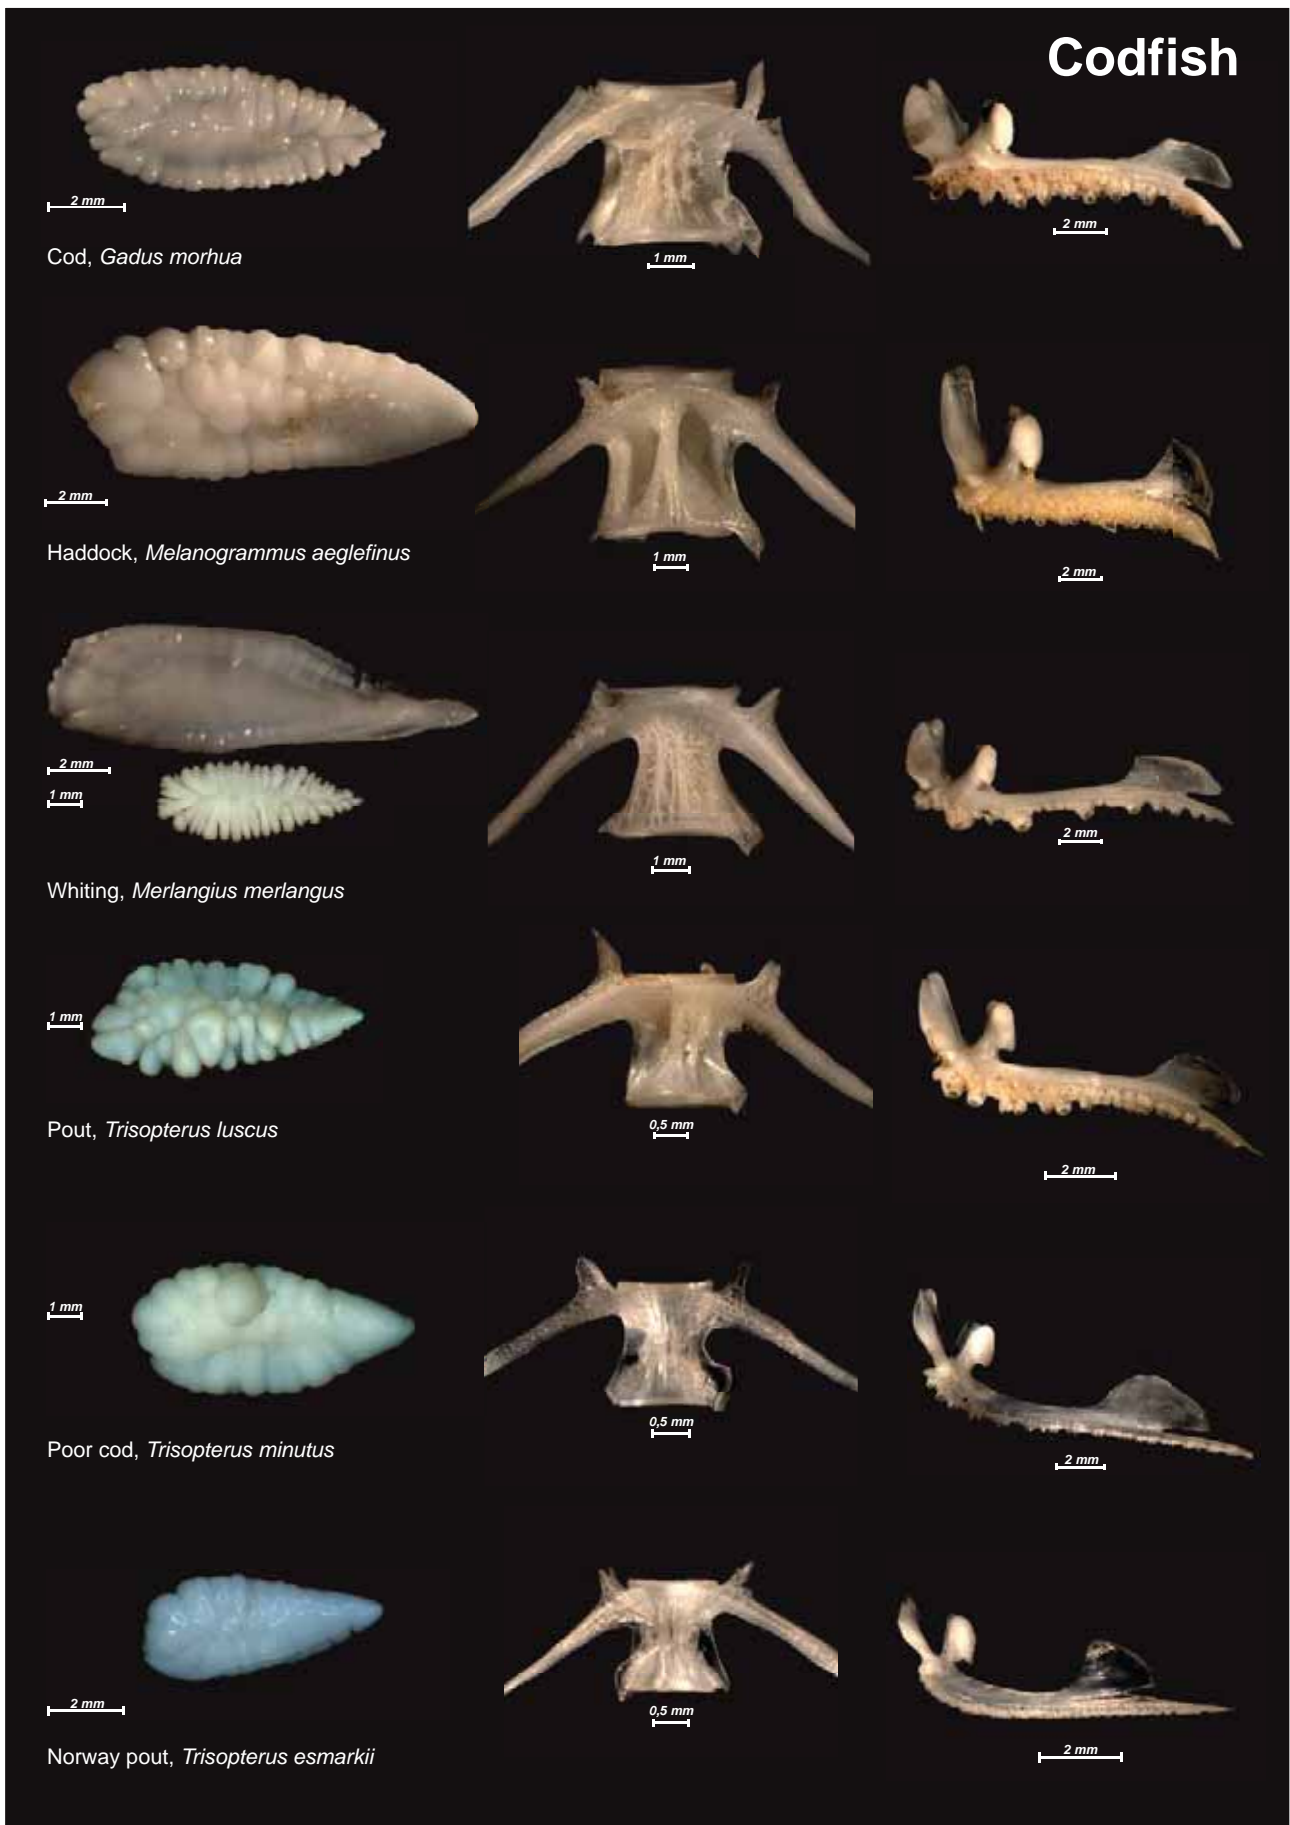 Codfish
2 mm
1 mm
2 mm
Cod, Gadus morhua
2 mm
1 mm
2 mm
Haddock, Melanogrammus aeglefinus
2 mm
1 mm
1 mm
2 mm
Whiting, Merlangius merlangus
1 mm
0,5 mm
2 mm
Pout, Trisopterus luscus
1 mm
0,5 mm
2 mm
Poor cod, Trisopterus minutus
2 mm
0,5 mm
2 mm
Norway pout, Trisopterus esmarkii